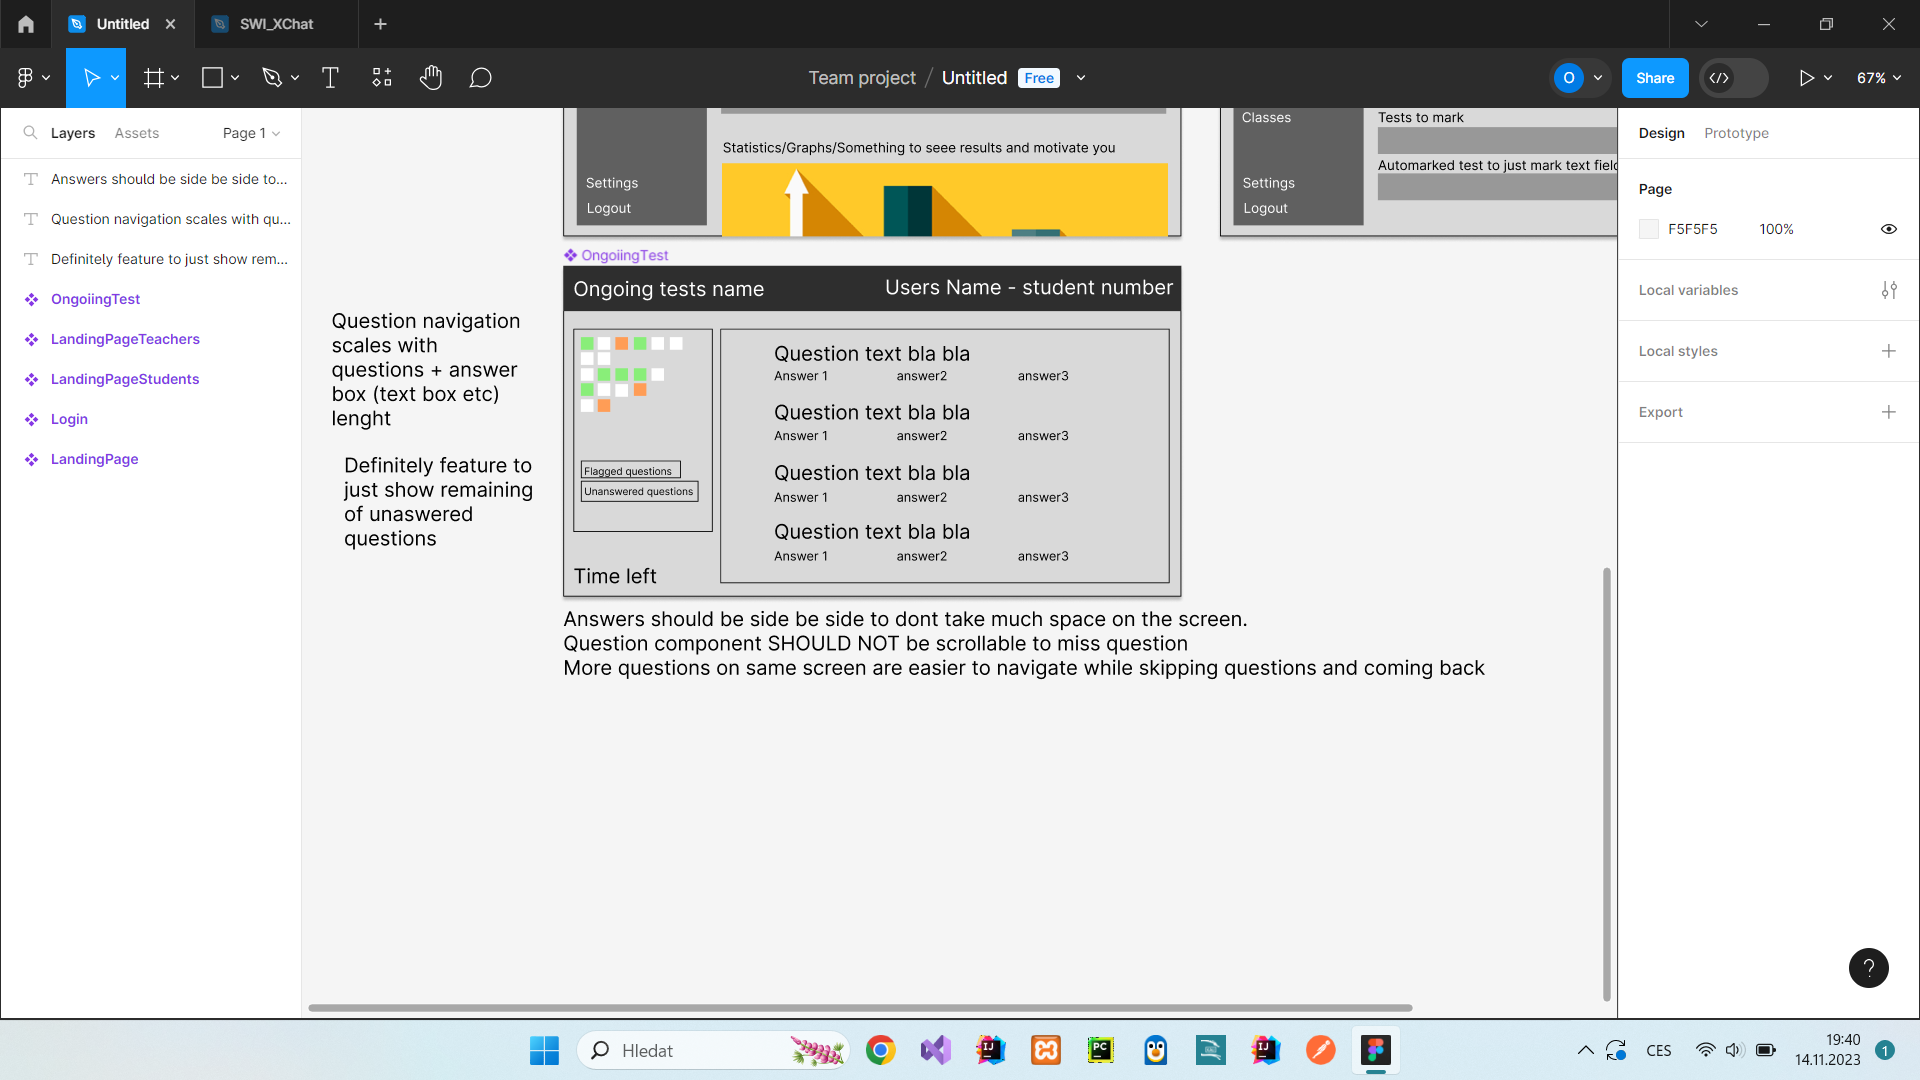 Untitled
SWI_XChat
Team project / Untitled
Free
O
Share
67%
Layers
Assets
Page 1
Answers should be side be side to...
Question navigation scales with qu...
Definitely feature to just show rem...
OngoiingTest
LandingPageTeachers
LandingPageStudents
Login
LandingPage
Settings
Logout
Statistics/Graphs/Something to seee results and motivate you
Classes
Settings
Logout
Tests to mark
Automarked test to just mark text field
OngoiingTest
Ongoing tests name
Users Name - student number
Question navigation
scales with
questions + answer
box (text box etc)
lenght
Definitely feature to
just show remaining
of unaswered
questions
Flagged questions
Unanswered questions
Time left
Question text bla bla
Answer 1 answer2 answer3
Question text bla bla
Answer 1 answer2 answer3
Question text bla bla
Answer 1 answer2 answer3
Question text bla bla
Answer 1 answer2 answer3
Answers should be side be side to dont take much space on the screen.
Question component SHOULD NOT be scrollable to miss question
More questions on same screen are easier to navigate while skipping questions and coming back
Design
Prototype
Page
F5F5F5
100%
Local variables
Local styles
Export
?
Hledat
IJ
PC
IJ
CES
19:40
14.11.2023
1